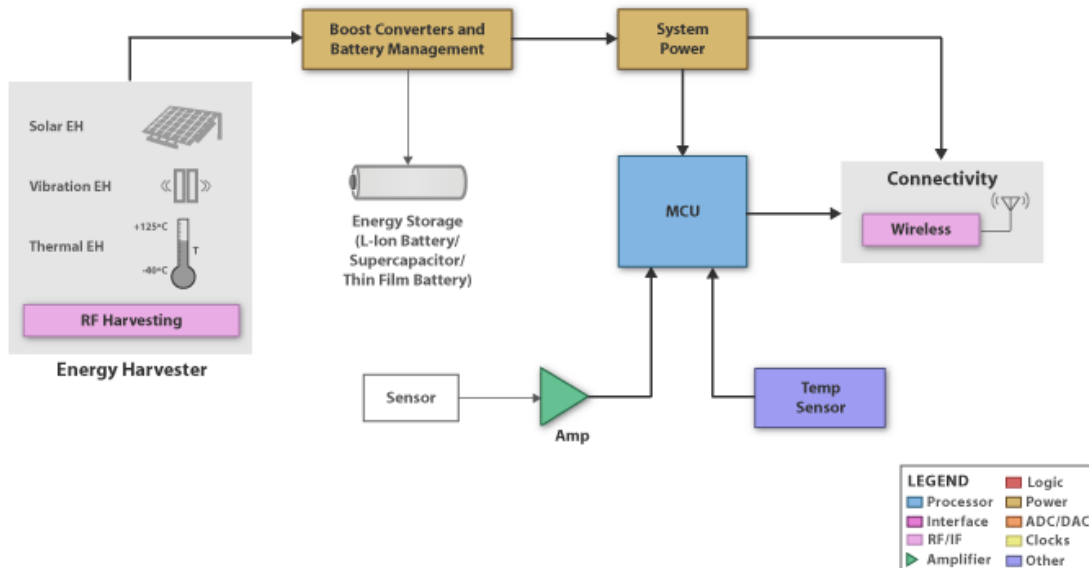 Boost Converters and
Battery Management
System
Power
Solar EH
Vibration EH
Thermal EH
+125°C
T
-40°C
RF Harvesting
Energy Harvester
Energy Storage
(L-Ion Battery/
Supercapacitor/
Thin Film Battery)
MCU
Connectivity
Wireless
Sensor
Amp
Temp
Sensor
LEGEND
Processor
Interface
RF/IF
Amplifier
Logic
Power
ADC/DAC
Clocks
Other